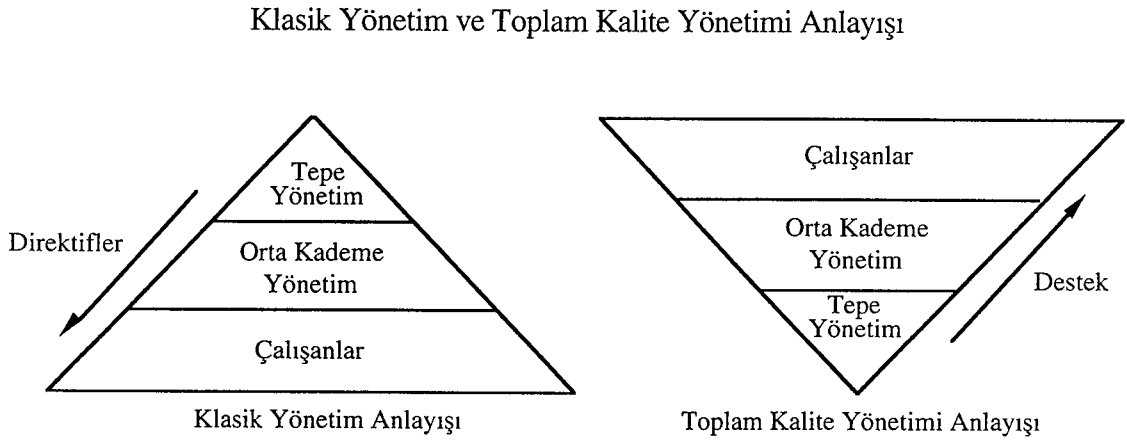 Klasik Yönetim ve Toplam Kalite Yönetimi Anlayışı
Tepe
Yönetim
Direktifler
Orta Kademe
Yönetim
Çalışanlar
Klasik Yönetim Anlayışı
Çalışanlar
Orta Kademe
Yönetim
Destek
Tepe
Yönetim
Toplam Kalite Yönetimi Anlayışı